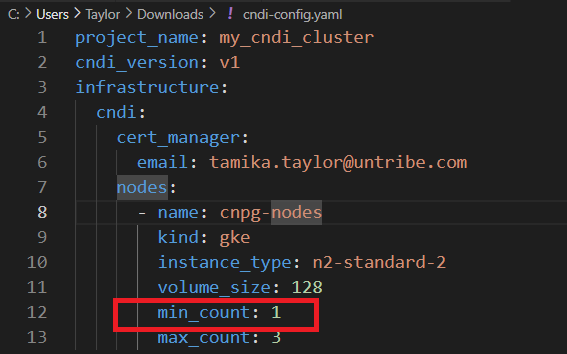 C: > Users > Taylor > Downloads > ! cndi-config.yaml
1 project_name: my_cndi_cluster
2 cndi_version: v1
3 infrastructure:
4 cndi:
5 cert_manager:
6 email: tamika.taylor@untribe.com
7 nodes:
8 - name: cnpg-nodes
9 kind: gke
10 instance_type: n2-standard-2
11 volume_size: 128
12 min_count: 1
13 max_count: 3